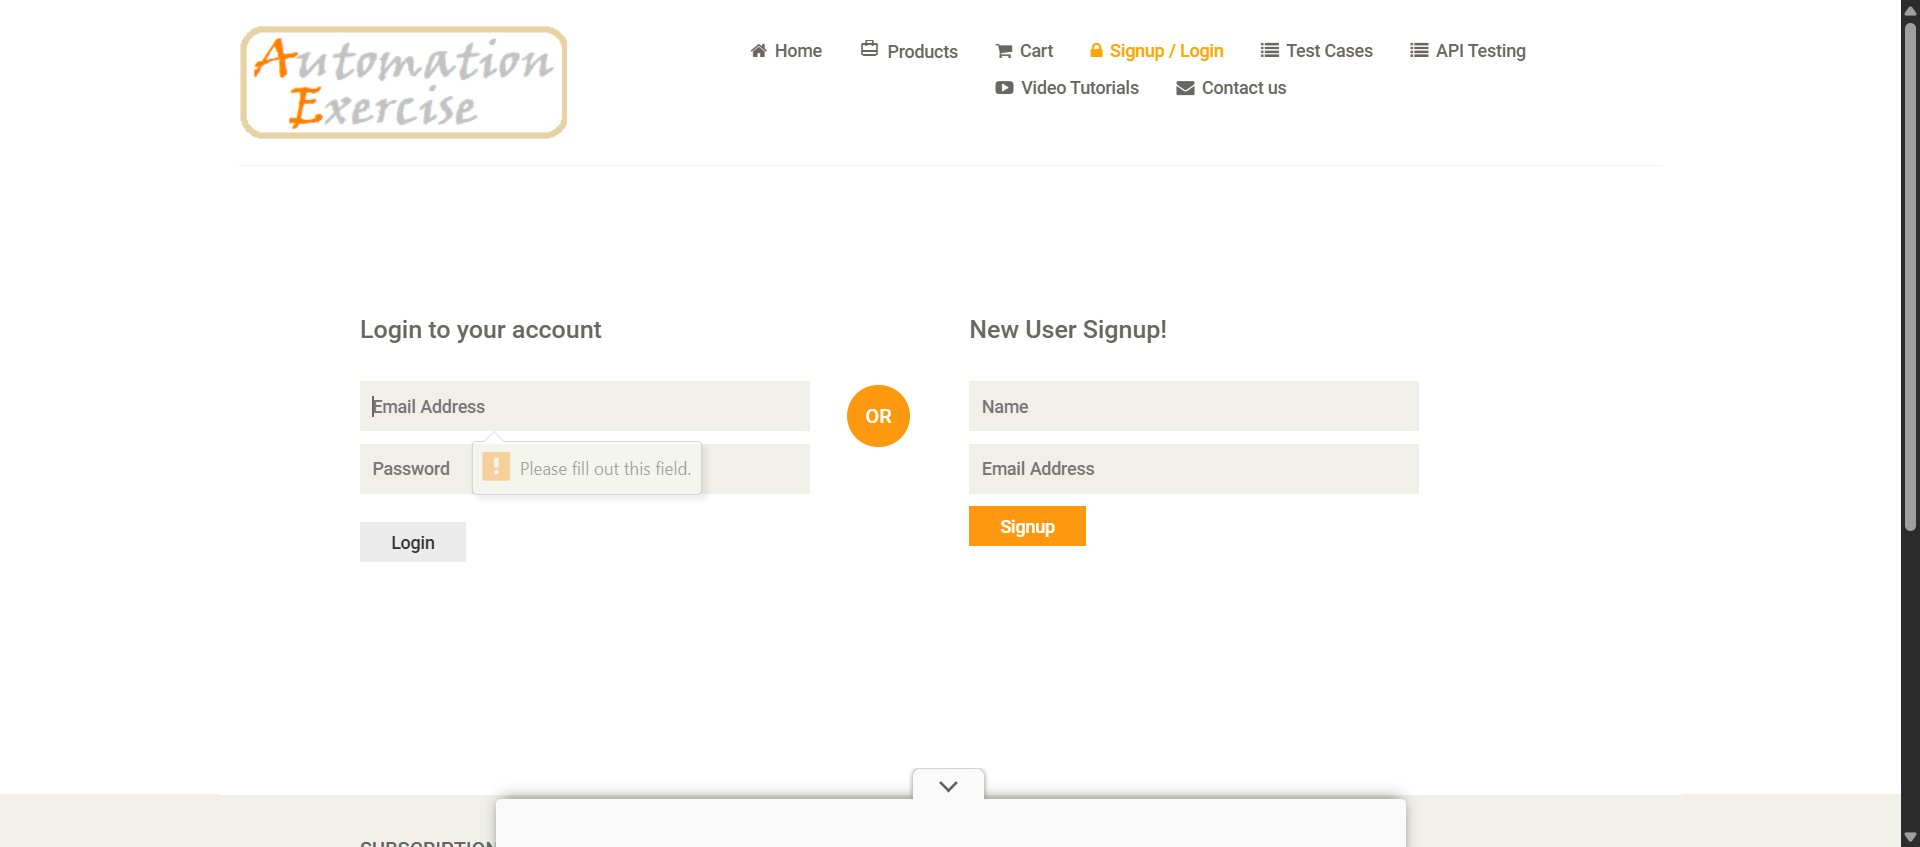 Automation
Exercise
Home
Products
Cart
Signup / Login
Test Cases
API Testing
Video Tutorials
Contact us
Login to your account
Email Address
Password
Please fill out this field.
Login
OR
New User Signup!
Name
Email Address
Signup
SUBSCRIPTION